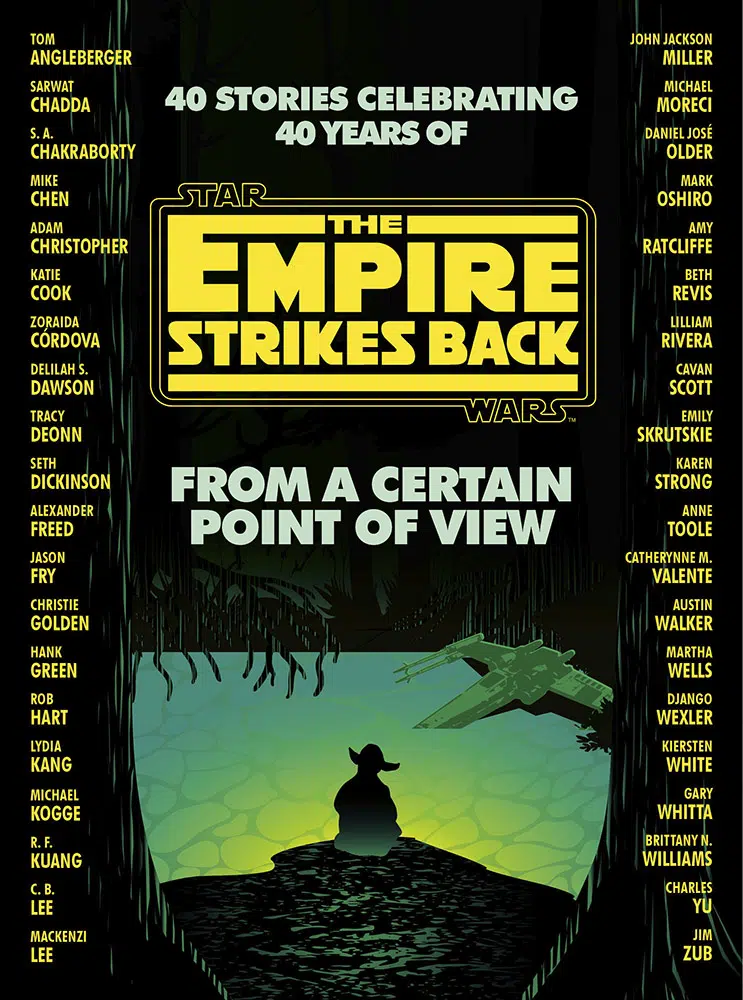 TOM
ANGLEBERGER
SARWAT
CHADDA
S. A.
CHAKRABORTY
MIKE
CHEN
ADAM
CHRISTOPHER
KATIE
COOK
ZORAIDA
CÓRDOVA
DELILAH S.
DAWSON
TRACY
DEONN
SETH
DICKINSON
ALEXANDER
FREED
JASON
FRY
CHRISTIE
GOLDEN
HANK
GREEN
ROB
HART
LYDIA
KANG
MICHAEL
KOGGE
R. F.
KUANG
C. B.
LEE
MACKENZI
LEE
40 STORIES CELEBRATING
40 YEARS OF
STAR
THE
EMPIRE
STRIKES BACK
WARS™
FROM A CERTAIN
POINT OF VIEW
JOHN JACKSON
MILLER
MICHAEL
MORECI
DANIEL JOSÉ
OLDER
MARK
OSHIRO
AMY
RATCLIFFE
BETH
REVIS
LILLIAM
RIVERA
CAVAN
SCOTT
EMILY
SKRUTSKIE
KAREN
STRONG
ANNE
TOOLE
CATHERYNNE M.
VALENTE
AUSTIN
WALKER
MARTHA
WELLS
DJANGO
WEXLER
KIERSTEN
WHITE
GARY
WHITTA
BRITTANY N.
WILLIAMS
CHARLES
YU
JIM
ZUB